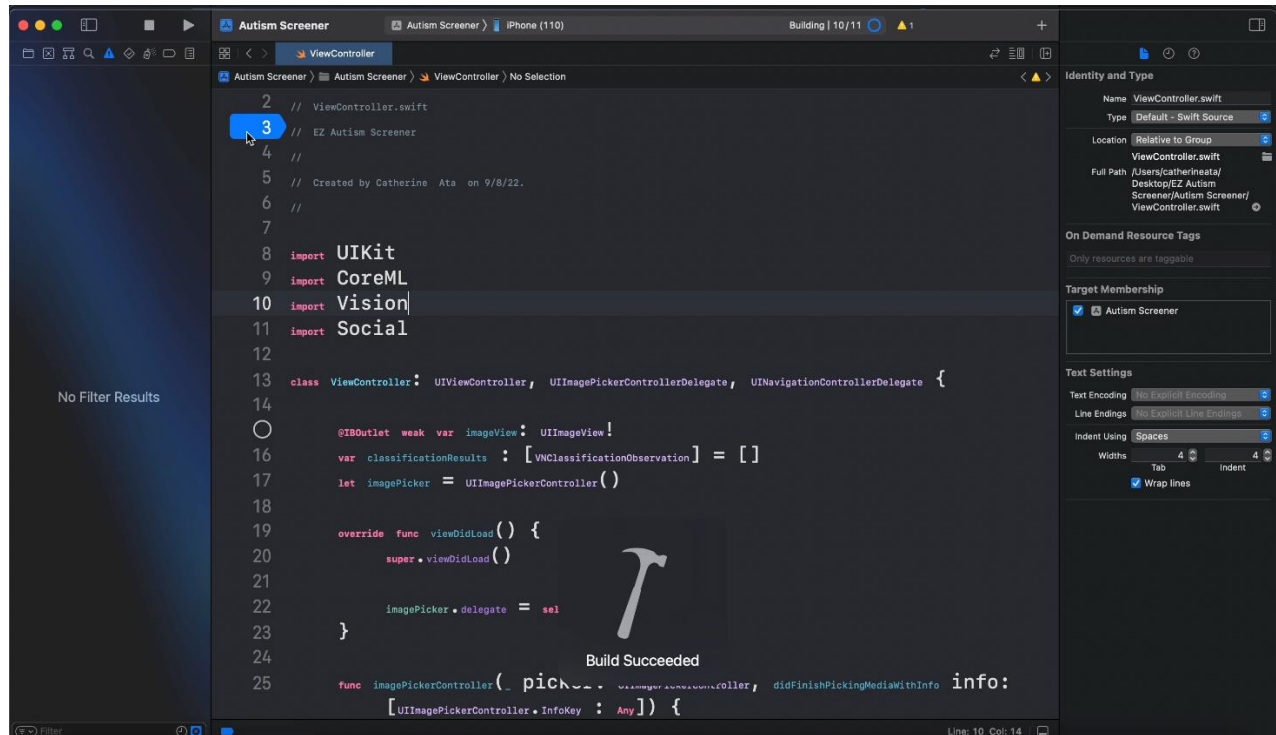 Autism Screener
Autism Screener 〉 iPhone (110)
Building | 10/11
1
ViewController
Autism Screener 〉 Autism Screener 〉 ViewController 〉 No Selection
2 // ViewController.swift
3 // EZ Autism Screener
4 //
5 // Created by Catherine Ata on 9/8/22.
6 //
7
8 import UIKit
9 import CoreML
10 import Vision
11 import Social
12
13 class ViewController: UIViewController, UIImagePickerControllerDelegate, UINavigationControllerDelegate {
14
@IBOutlet weak var imageView: UIImageView!
16 var classificationResults : [VNClassificationObservation] = []
17 let imagePicker = UIImagePickerController()
18
19 override func viewDidLoad() {
20 super.viewDidLoad()
21
22 imagePicker.delegate = sel
23 }
24
25 func imagePickerController(_ picker: UIImagePickerController, didFinishPickingMediaWithInfo info:
[UIImagePickerController.InfoKey : Any]) {
Build Succeeded
No Filter Results
Filter
Line: 10 Col: 14
Identity and Type
Name ViewController.swift
Type Default - Swift Source
Location Relative to Group
ViewController.swift
Full Path /Users/catherineata/
Desktop/EZ Autism
Screener/Autism Screener/
ViewController.swift
On Demand Resource Tags
Only resources are taggable
Target Membership
Autism Screener
Text Settings
Text Encoding No Explicit Encoding
Line Endings No Explicit Line Endings
Indent Using Spaces
Widths 4 4
Tab Indent
Wrap lines